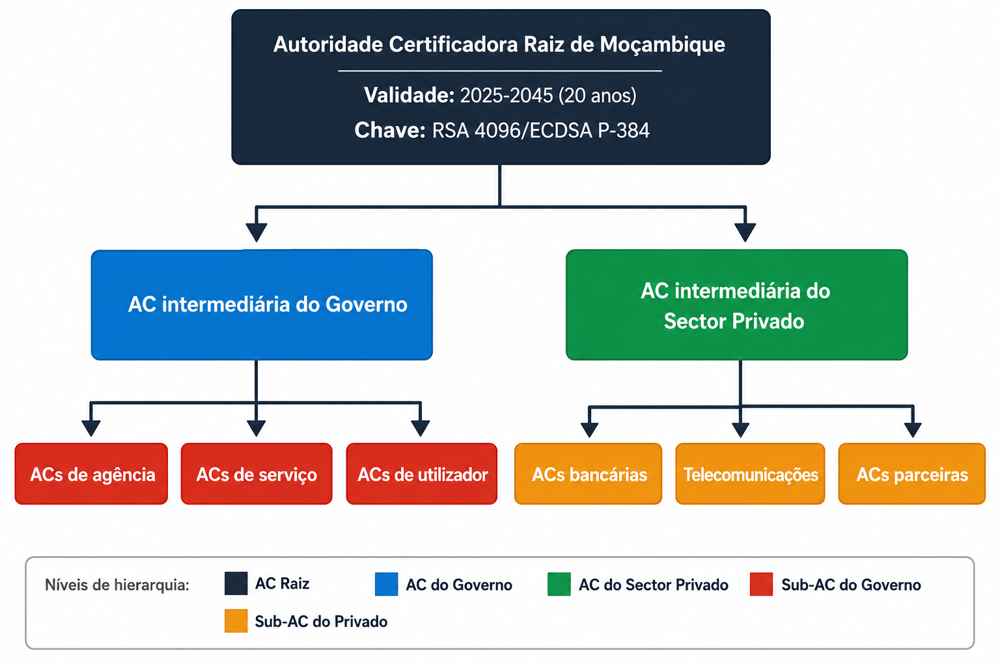 Autoridade Certificadora Raiz de Moçambique
Validade: 2025-2045 (20 anos)
Chave: RSA 4096/ECDSA P-384
AC intermediária do Governo
AC intermediária do
Sector Privado
ACs de agência
ACs de serviço
ACs de utilizador
ACs bancárias
Telecomunicações
ACs parceiras
Níveis de hierarquia:
AC Raiz
AC do Governo
AC do Sector Privado
Sub-AC do Governo
Sub-AC do Privado